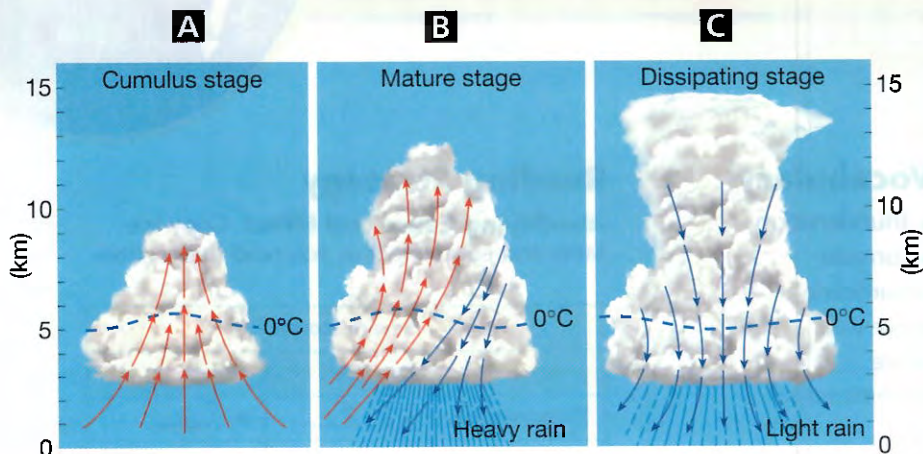 A
B
C
15
10
5
0
(km)
Cumulus stage
0°C
Mature stage
0°C
Heavy rain
Dissipating stage
0°C
Light rain
15
10
5
0
(km)